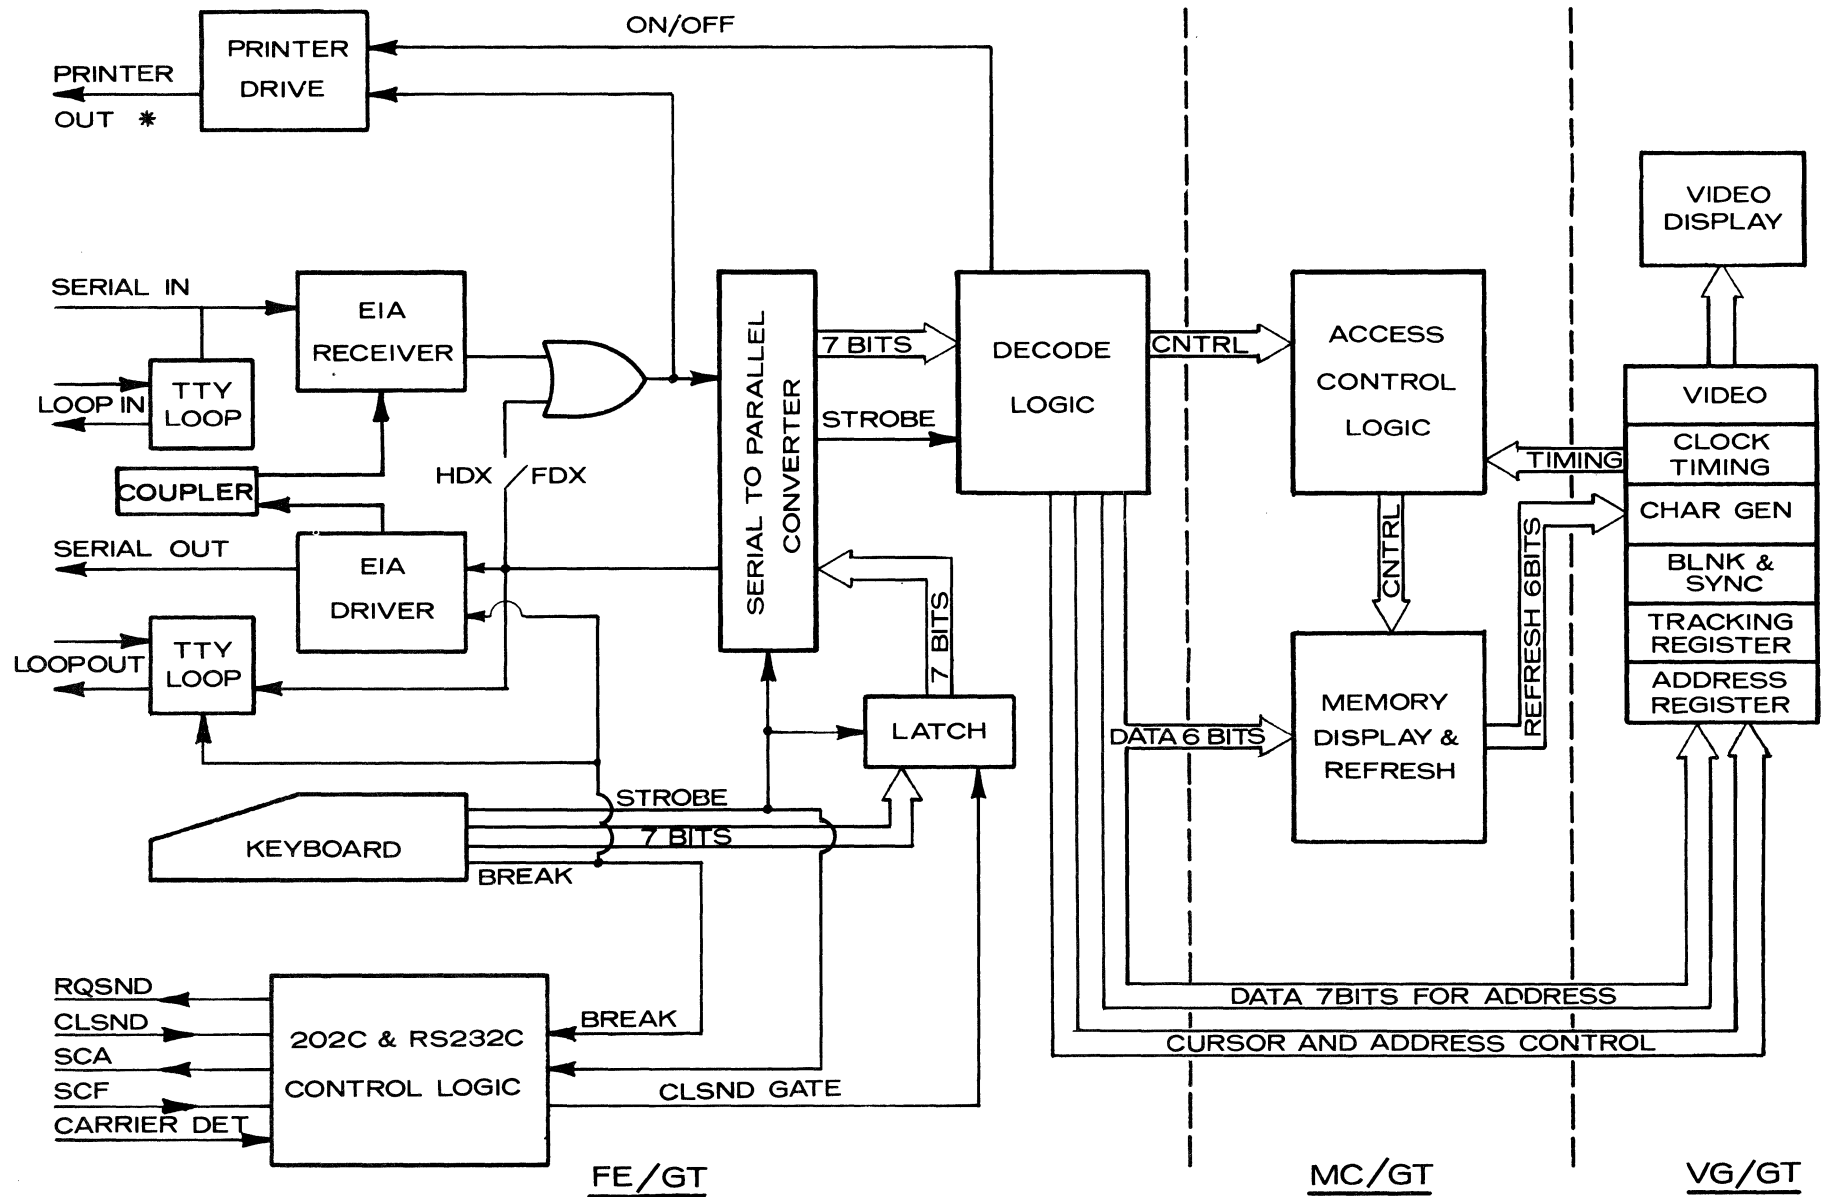 ON/OFF
PRINTER
DRIVE
PRINTER
OUT *
VIDEO
DISPLAY
SERIAL IN
EIA
RECEIVER
TTY
LOOP
LOOP IN
COUPLER
HDX
FDX
SERIAL TO PARALLEL
CONVERTER
7 BITS
STROBE
DECODE
LOGIC
CNTRL
ACCESS
CONTROL
LOGIC
TIMING
CNTRL
VIDEO
CLOCK
TIMING
CHAR GEN
BLNK &
SYNC
TRACKING
REGISTER
ADDRESS
REGISTER
SERIAL OUT
EIA
DRIVER
TTY
LOOP
LOOPOUT
7 BITS
LATCH
REFRESH 6BITS
MEMORY
DISPLAY &
REFRESH
DATA 6 BITS
KEYBOARD
STROBE
7 BITS
BREAK
DATA 7BITS FOR ADDRESS
CURSOR AND ADDRESS CONTROL
RQSND
CLSND
SCA
SCF
CARRIER DET
202C & RS232C
CONTROL LOGIC
BREAK
CLSND GATE
FE/GT
MC/GT
VG/GT